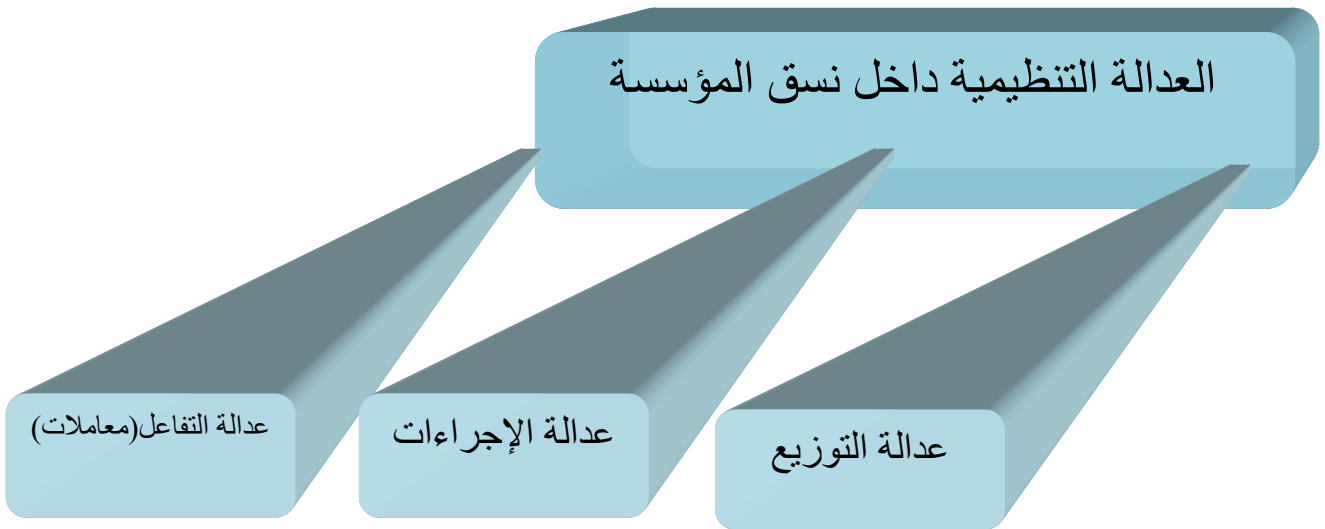 العدالة التنظيمية داخل نسق المؤسسة
عدالة التوزيع
عدالة الإجراءات
عدالة التفاعل(معاملات)